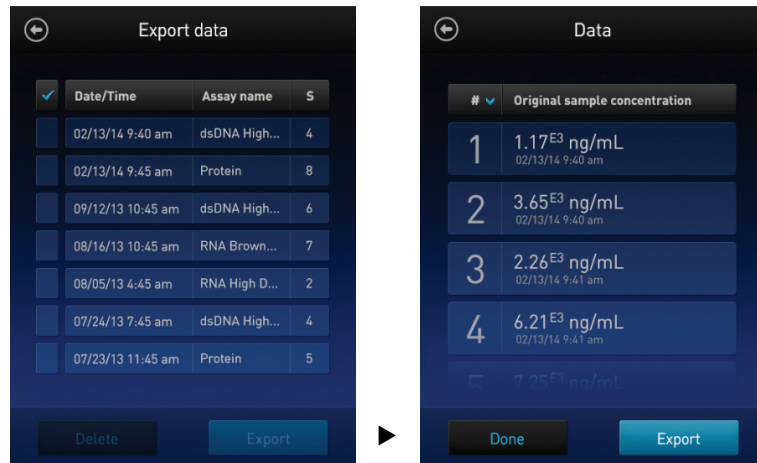 Export data
Date/Time Assay name S
02/13/14 9:40 am dsDNA High... 4
02/13/14 9:45 am Protein 8
09/12/13 10:45 am dsDNA High... 6
08/16/13 10:45 am RNA Brown... 7
08/05/13 4:45 am RNA High D... 2
07/24/13 7:45 am dsDNA High... 4
07/23/13 11:45 am Protein 5
Delete Export
Data
# Original sample concentration
1 1.17E3 ng/mL
02/13/14 9:40 am
2 3.65E3 ng/mL
02/13/14 9:40 am
3 2.26E3 ng/mL
02/13/14 9:41 am
4 6.21E3 ng/mL
02/13/14 9:41 am
5 7.25E3 ng/mL
Done Export